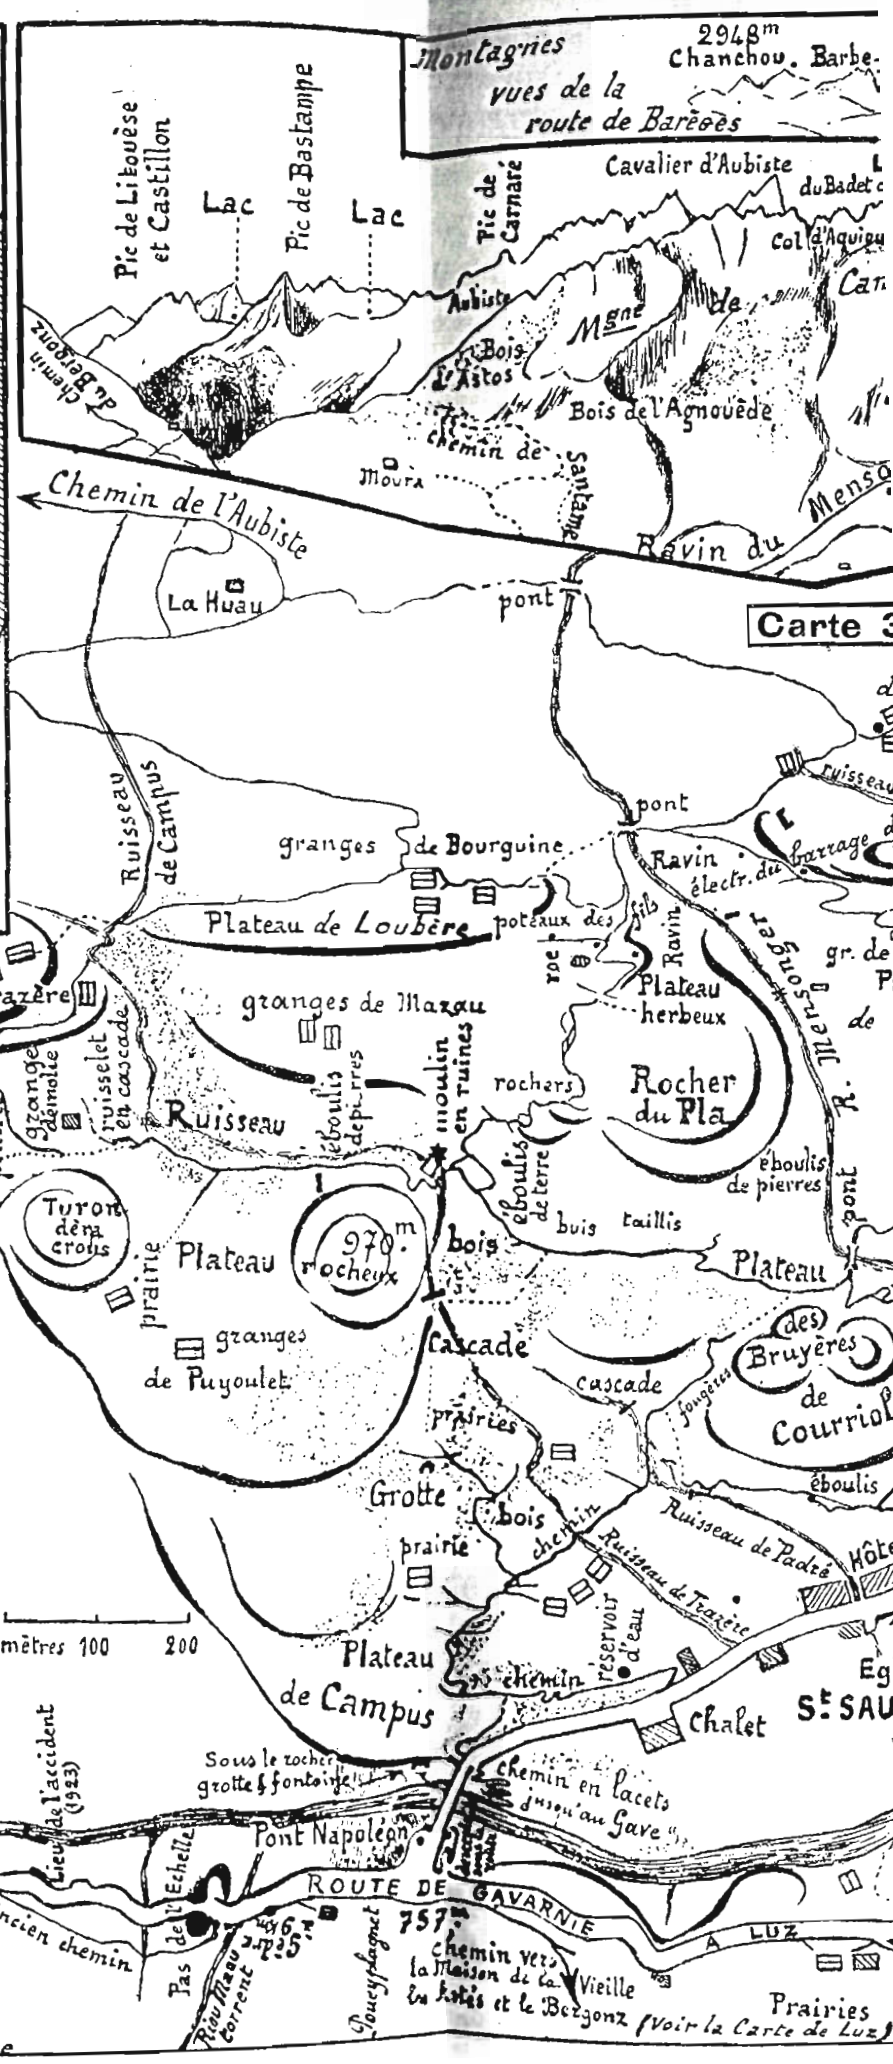 Montagnes
vues de la
route de Barèges
2948m
Chanchou. Barbe-
Pic de Litouèse
et Castillon
Lac
Pic de Bastampe
Lac
Pic de
Carnaré
Cavalier d'Aubiste
du Badet
Col d'Aquiou
Aubiste
Mgne
de
Bois
d'Astos
Bois de l'Agnouède
chemin
du Bergonz
chemin de
Santame
Moura
Ravin du
Menso
Chemin de l'Aubiste
La Huau
pont
Carte 3
Ruisseau
de Campus
pont
ruisseau
granges de Bourguine
Ravin
électr. du barrage
Plateau de Loubère
poteaux des fils
roc
Ravin
R. Mensonger
gr. de
de
Plateau
herbeux
azère
granges de Mazau
grange
démolie
ruisselet
en cascade
Ruisseau
éboulis
de pierres
moulin
en ruines
rochers
Rocher
du Pla
éboulis
de terre
éboulis
de pierres
buis taillis
pont
Turon
déra
crous
prairie
Plateau
970m.
rocheux
bois
Plateau
granges
de Puyoulet
Cascade
cascade
fougères
des
Bruyères
de
Courriol
éboulis
prairies
Grotte
bois
chemin
prairie
Ruisseau de Padré
Ruisseau de Trazère
Hôte
mètres 100 200
Plateau
de Campus
chemin
réservoir
d'eau
Eg
St SAU
Chalet
Lieu de l'accident
(1923)
Sous le rocher
grotte & fontaine
chemin en lacets
jusqu'au Gave
Pont Napoléon
Pas de l'Echelle
ROUTE DE GAVARNIE A LUZ
ncien chemin
Riou Maou
torrent
Poueyplagnet
757m.
chemin vers
la Maison de la
et le Bergonz (Voir la Carte de Luz)
Vieille
Prairies